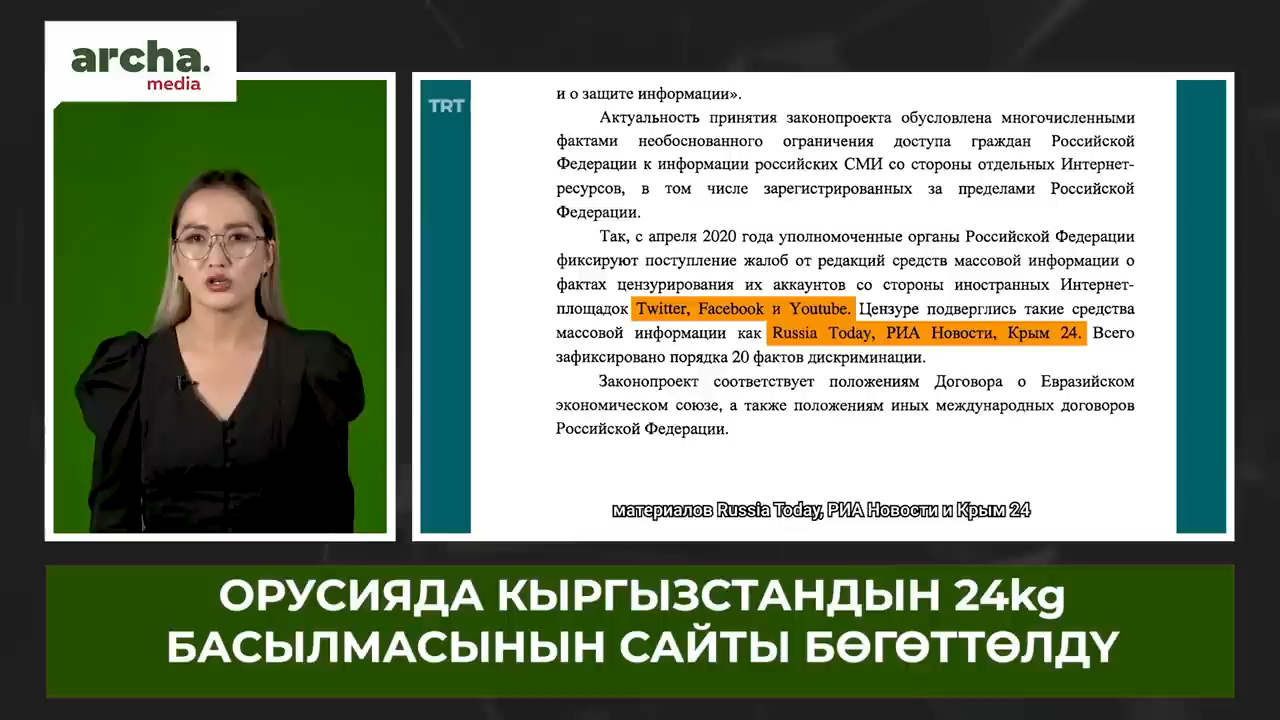 archa.
media
TRT
и о защите информации».
Актуальность принятия законопроекта обусловлена многочисленными
фактами необоснованного ограничения доступа граждан Российской
Федерации к информации российских СМИ со стороны отдельных Интернет-
ресурсов, в том числе зарегистрированных за пределами Российской
Федерации.
Так, с апреля 2020 года уполномоченные органы Российской Федерации
фиксируют поступление жалоб от редакций средств массовой информации о
фактах цензурирования их аккаунтов со стороны иностранных Интернет-
площадок Twitter, Facebook и Youtube. Цензуре подверглись такие средства
массовой информации как Russia Today, РИА Новости, Крым 24. Всего
зафиксировано порядка 20 фактов дискриминации.
Законопроект соответствует положениям Договора о Евразийском
экономическом союзе, а также положениям иных международных договоров
Российской Федерации.
материалов Russia Today, РИА Новости и Крым 24
ОРУСИЯДА КЫРГЫЗСТАНДЫН 24kg
БАСЫЛМАСЫНЫН САЙТЫ БӨГӨТТӨЛДҮ